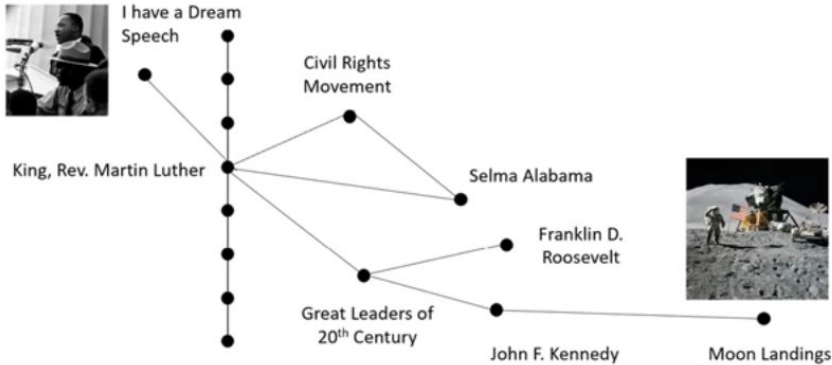 I have a Dream
Speech
Civil Rights
Movement
King, Rev. Martin Luther
Selma Alabama
Franklin D.
Roosevelt
Great Leaders of
20th Century
John F. Kennedy
Moon Landings